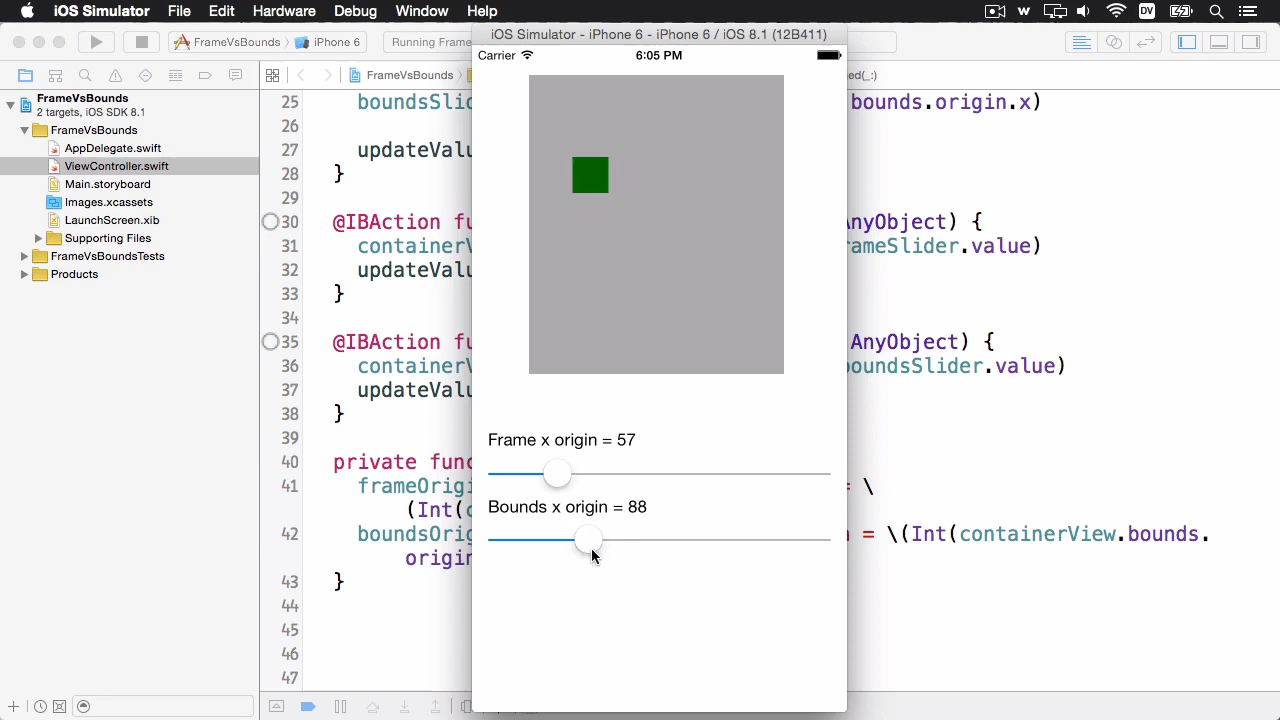 iOS Simulator File Edit Hardware Debug Window Help W DV
iOS Simulator - iPhone 6 - iPhone 6 / iOS 8.1 (12B411)
FrameVsBounds iPhone 6 Running Frame
Carrier 6:05 PM
FrameVsBounds ed(_:)
FrameVsBounds
2 targets, iOS SDK 8.1
FrameVsBounds
AppDelegate.swift
ViewController.swift
Main.storyboard
Images.xcassets
LaunchScreen.xib
Supporting Files
FrameVsBoundsTests
Products
25 boundsSlid bounds.origin.x)
26
27 updateValu
28 }
29
30 @IBAction fu AnyObject) {
31 containerV rameSlider.value)
32 updateValu
33 }
34
35 @IBAction fu AnyObject) {
36 containerV boundsSlider.value)
37 updateValu
38 }
39
40 private func
41 frameOrigi = \
(Int(c
42 boundsOrig n = \(Int(containerView.bounds.
origin
43 }
44
45
46
47
Frame x origin = 57
Bounds x origin = 88